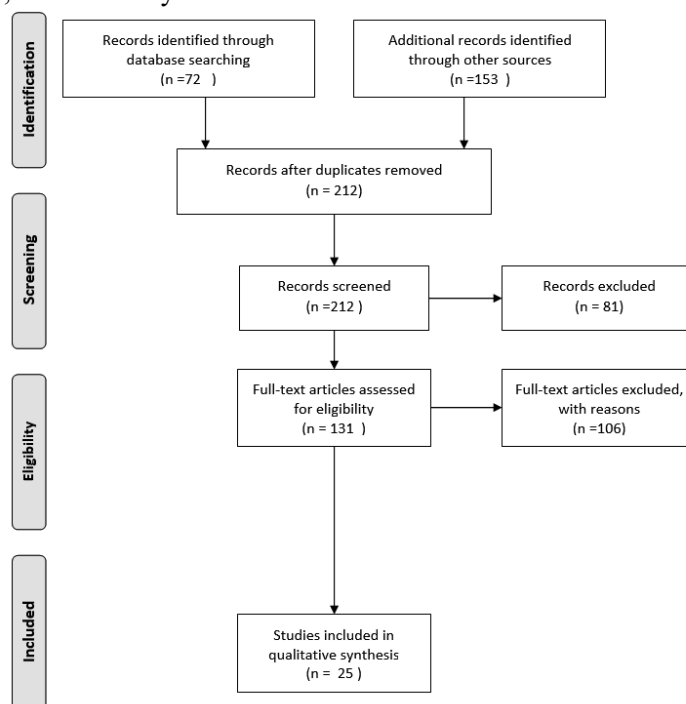 Identification
Records identified through
database searching
(n =72 )
Additional records identified
through other sources
(n =153 )
Records after duplicates removed
(n = 212)
Screening
Records screened
(n =212 )
Records excluded
(n = 81)
Eligibility
Full-text articles assessed
for eligibility
(n = 131 )
Full-text articles excluded,
with reasons
(n =106)
Included
Studies included in
qualitative synthesis
(n = 25 )